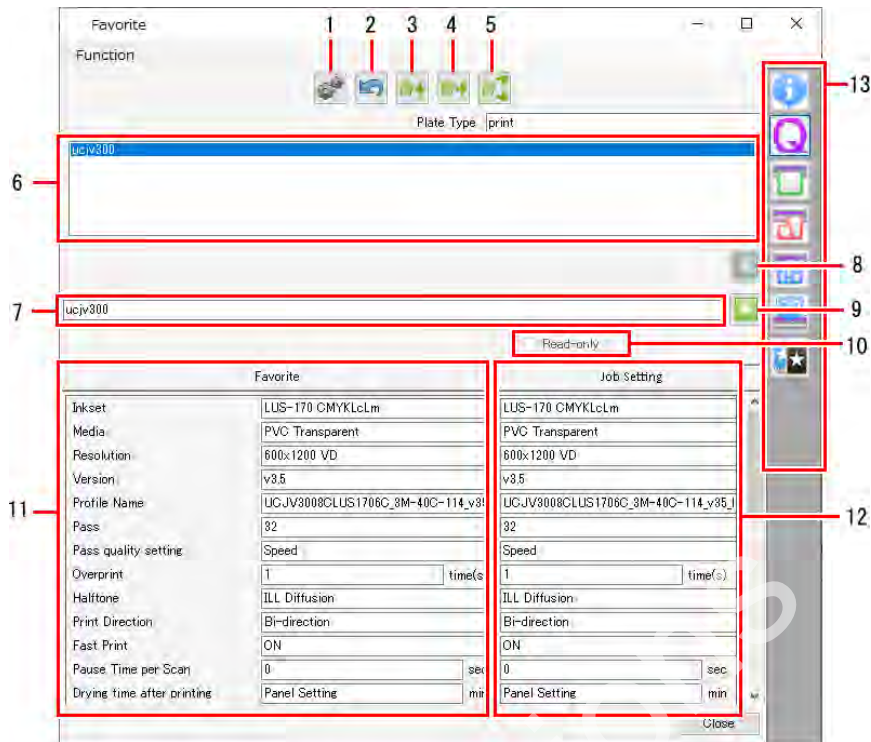 Favorite
Function
1 2 3 4 5
13
Plate Type print
ucjv300
6
8
7 ucjv300 9
Read-only 10
Favorite Job Setting
Inkset LUS-170 CMYKLcLm LUS-170 CMYKLcLm
Media PVC Transparent PVC Transparent
Resolution 600x1200 VD 600x1200 VD
Version v3.5 v3.5
Profile Name UCJV3008CLUS1706C_3M-40C-114_v35 UCJV3008CLUS1706C_3M-40C-114_v35_
11 Pass 32 32 12
Pass quality setting Speed Speed
Overprint 1 time(s 1 time(s)
Halftone ILL Diffusion ILL Diffusion
Print Direction Bi-direction Bi-direction
Fast Print ON ON
Pause Time per Scan 0 sec 0 sec
Drying time after printing Panel Setting min Panel Setting min
Close